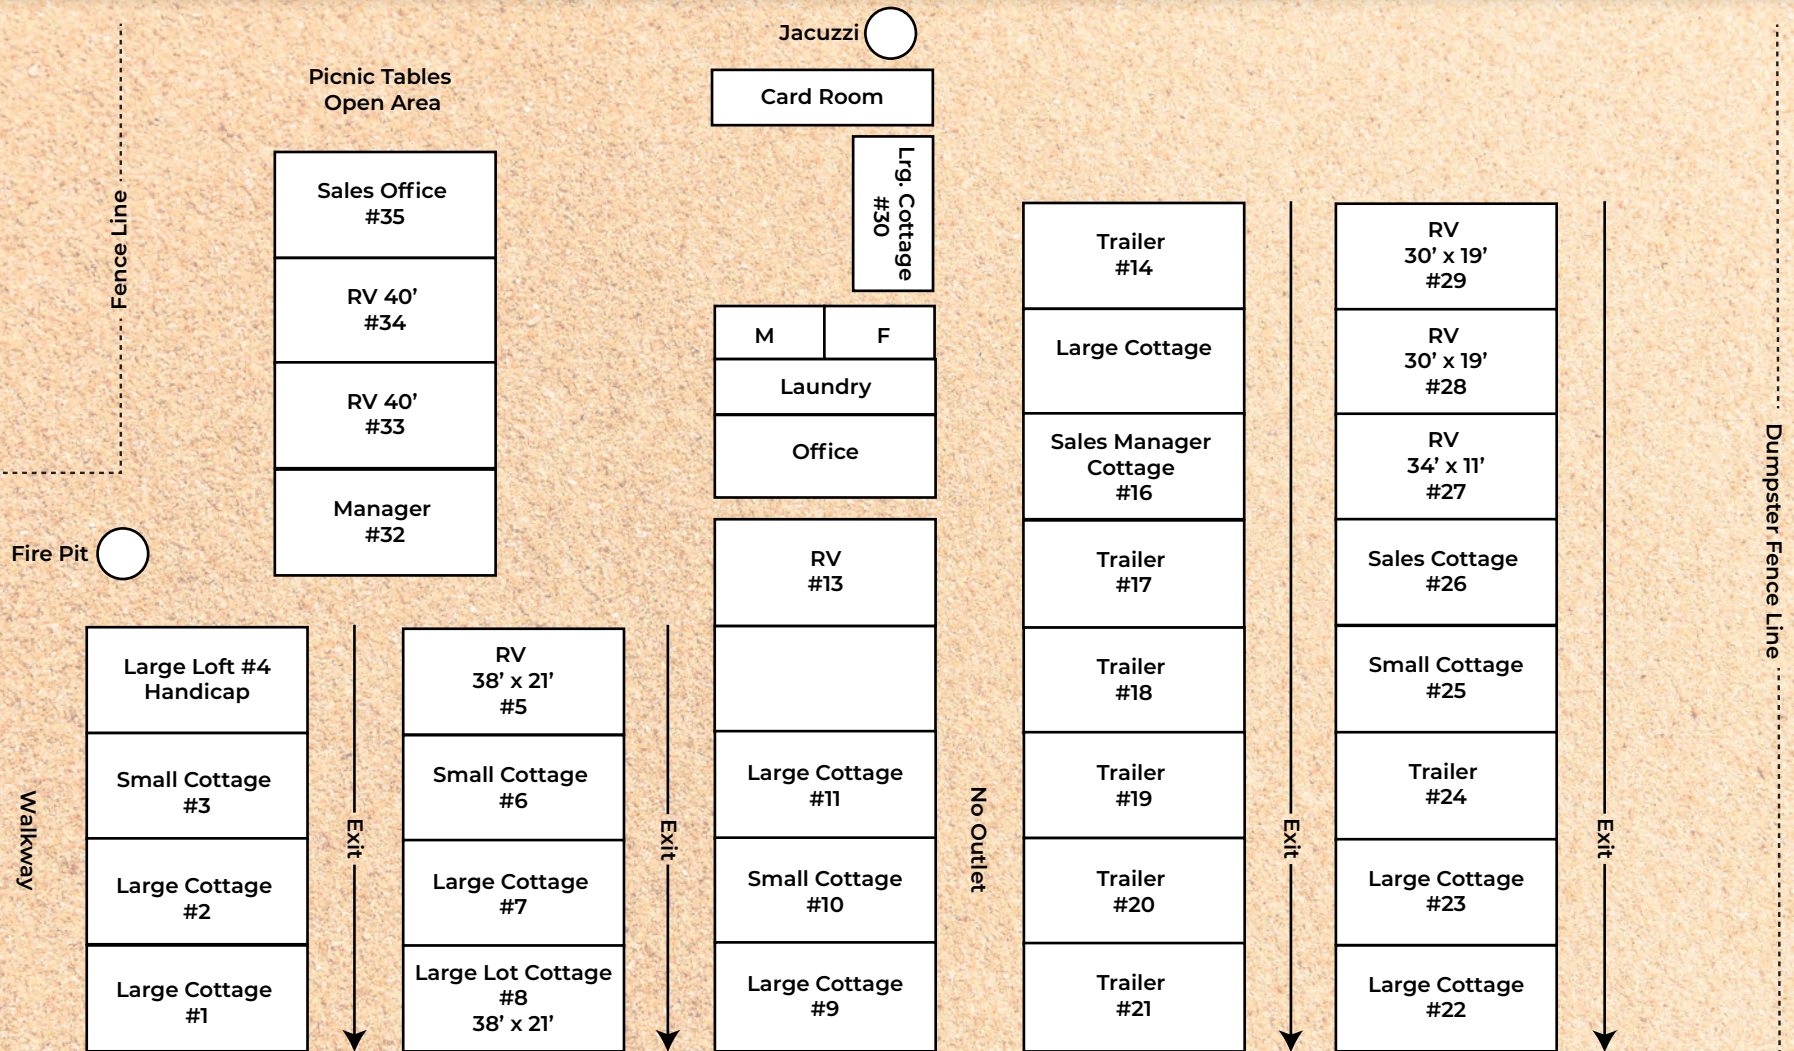 Jacuzzi
Picnic Tables
Open Area
Card Room
Fence Line
Sales Office
#35
RV 40’
#34
RV 40’
#33
Manager
#32
Lrg. Cottage
#30
M
F
Laundry
Office
Fire Pit
Walkway
Large Loft #4
Handicap
Small Cottage
#3
Large Cottage
#2
Large Cottage
#1
Exit
RV
38’ x 21’
#5
Small Cottage
#6
Large Cottage
#7
Large Lot Cottage
#8
38’ x 21’
Exit
RV
#13
Large Cottage
#11
Small Cottage
#10
Large Cottage
#9
No Outlet
Trailer
#14
Large Cottage
Sales Manager
Cottage
#16
Trailer
#17
Trailer
#18
Trailer
#19
Trailer
#20
Trailer
#21
Exit
RV
30’ x 19’
#29
RV
30’ x 19’
#28
RV
34’ x 11’
#27
Sales Cottage
#26
Small Cottage
#25
Trailer
#24
Large Cottage
#23
Large Cottage
#22
Exit
Dumpster Fence Line